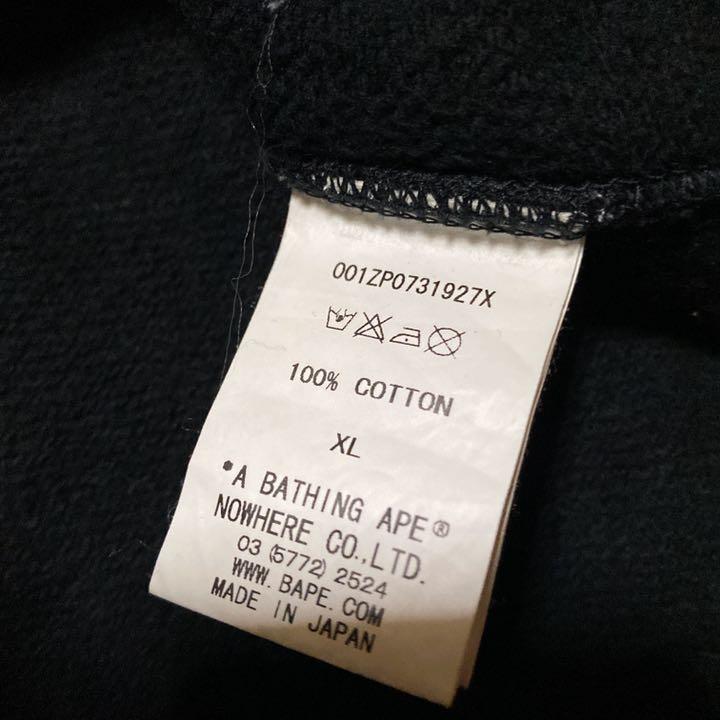 001ZP0731927X
100% COTTON
XL
*A BATHING APE®
NOWHERE CO., LTD.
03 (5772) 2524
WWW. BAPE. COM
MADE IN JAPAN